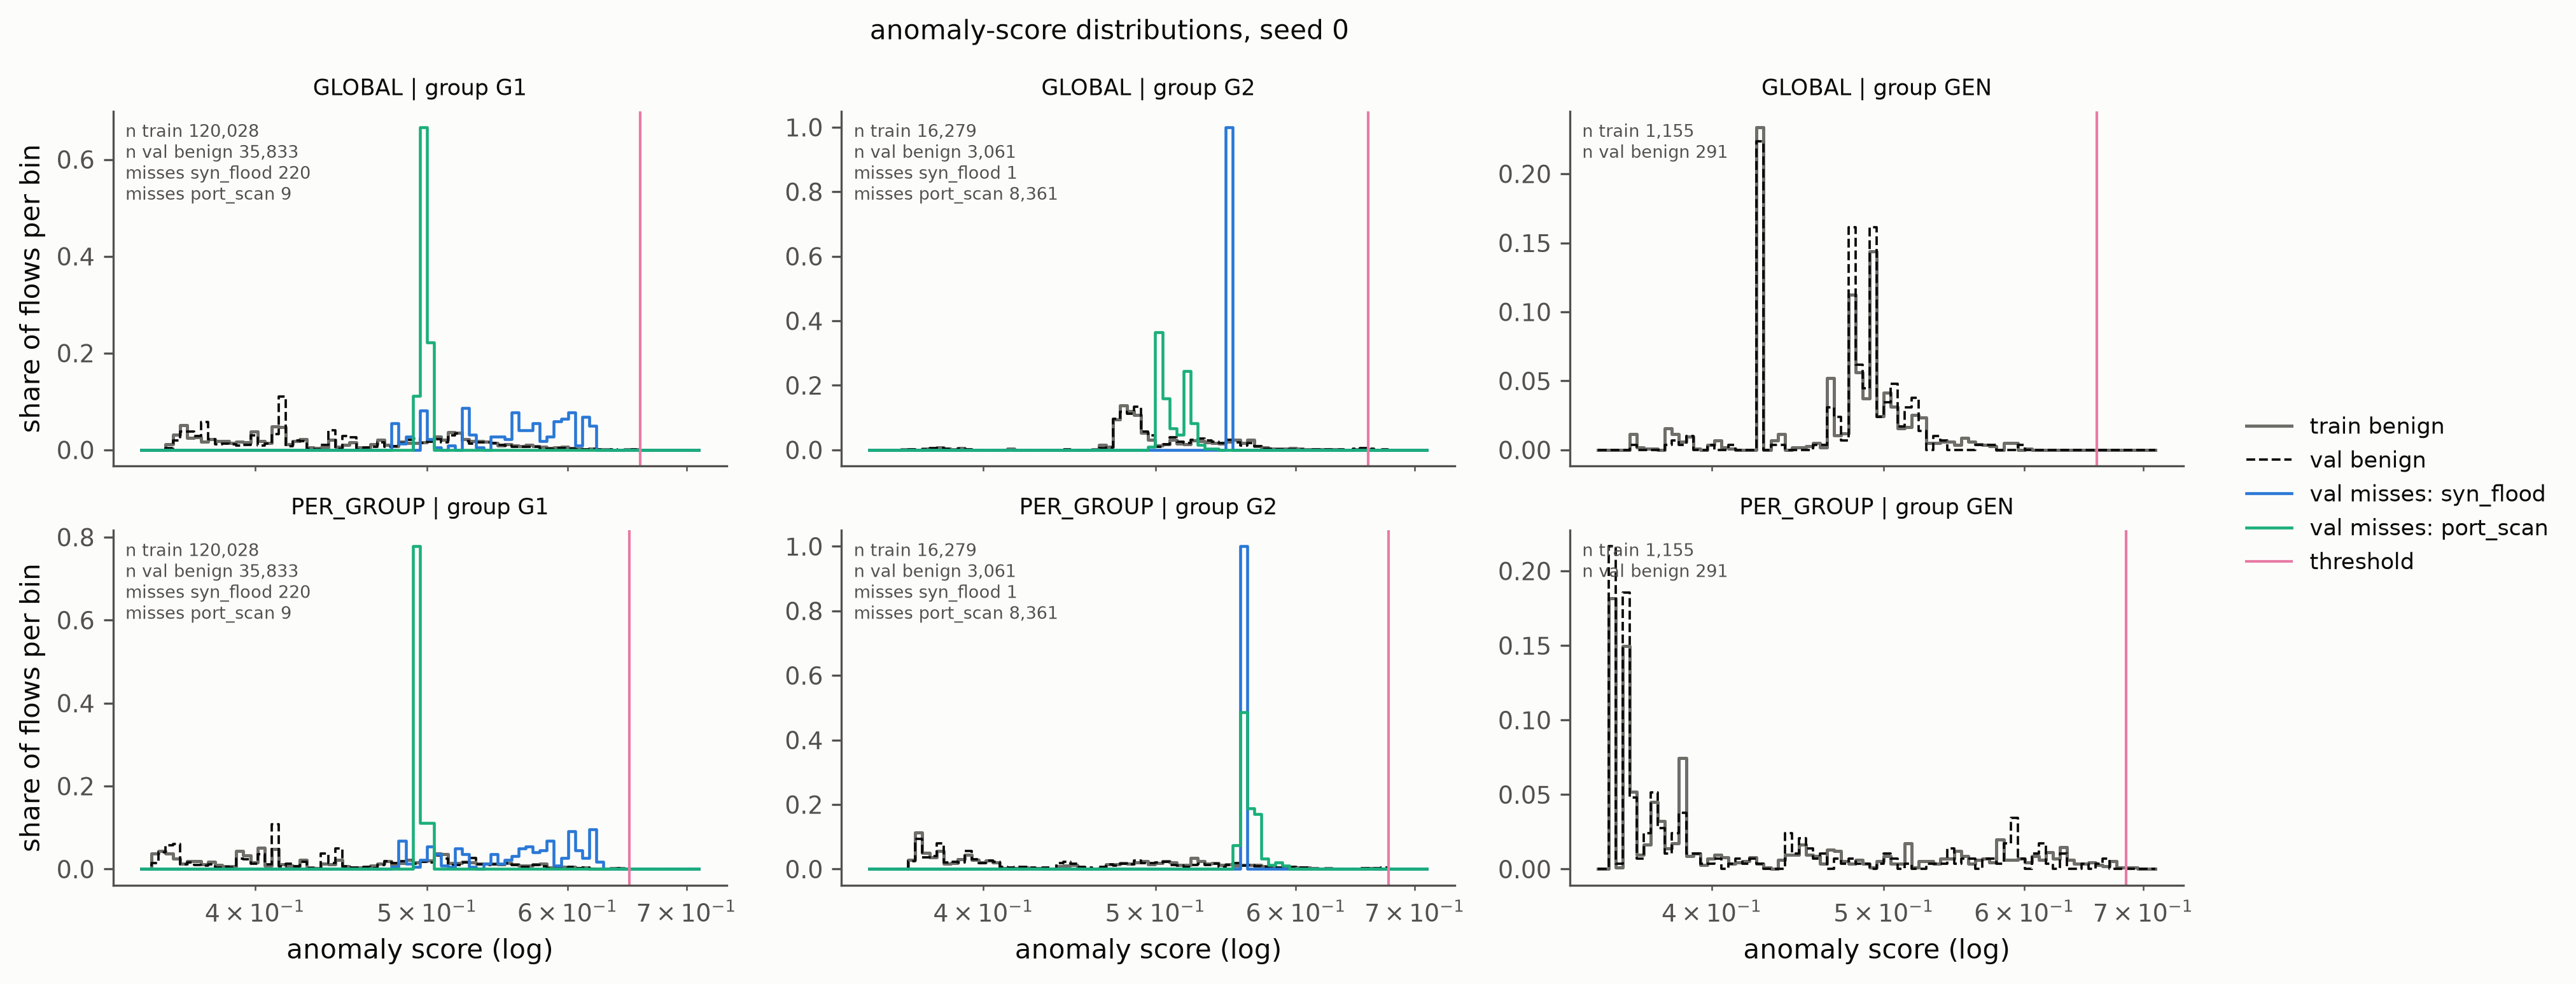 anomaly-score distributions, seed 0
GLOBAL | group G1
n train 120,028
n val benign 35,833
misses syn_flood 220
misses port_scan 9
share of flows per bin
0.6
0.4
0.2
0.0
GLOBAL | group G2
n train 16,279
n val benign 3,061
misses syn_flood 1
misses port_scan 8,361
1.0
0.8
0.6
0.4
0.2
0.0
GLOBAL | group GEN
n train 1,155
n val benign 291
0.20
0.15
0.10
0.05
0.00
train benign
val benign
val misses: syn_flood
val misses: port_scan
threshold
PER_GROUP | group G1
n train 120,028
n val benign 35,833
misses syn_flood 220
misses port_scan 9
share of flows per bin
0.8
0.6
0.4
0.2
0.0
4 × 10⁻¹ 5 × 10⁻¹ 6 × 10⁻¹ 7 × 10⁻¹
anomaly score (log)
PER_GROUP | group G2
n train 16,279
n val benign 3,061
misses syn_flood 1
misses port_scan 8,361
1.0
0.8
0.6
0.4
0.2
0.0
4 × 10⁻¹ 5 × 10⁻¹ 6 × 10⁻¹ 7 × 10⁻¹
anomaly score (log)
PER_GROUP | group GEN
n train 1,155
n val benign 291
0.20
0.15
0.10
0.05
0.00
4 × 10⁻¹ 5 × 10⁻¹ 6 × 10⁻¹ 7 × 10⁻¹
anomaly score (log)